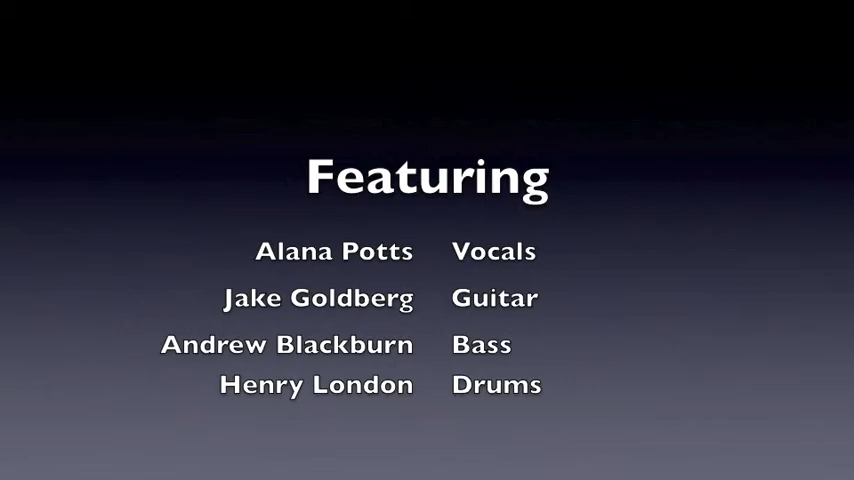 Featuring
Alana Potts Vocals
Jake Goldberg Guitar
Andrew Blackburn Bass
Henry London Drums